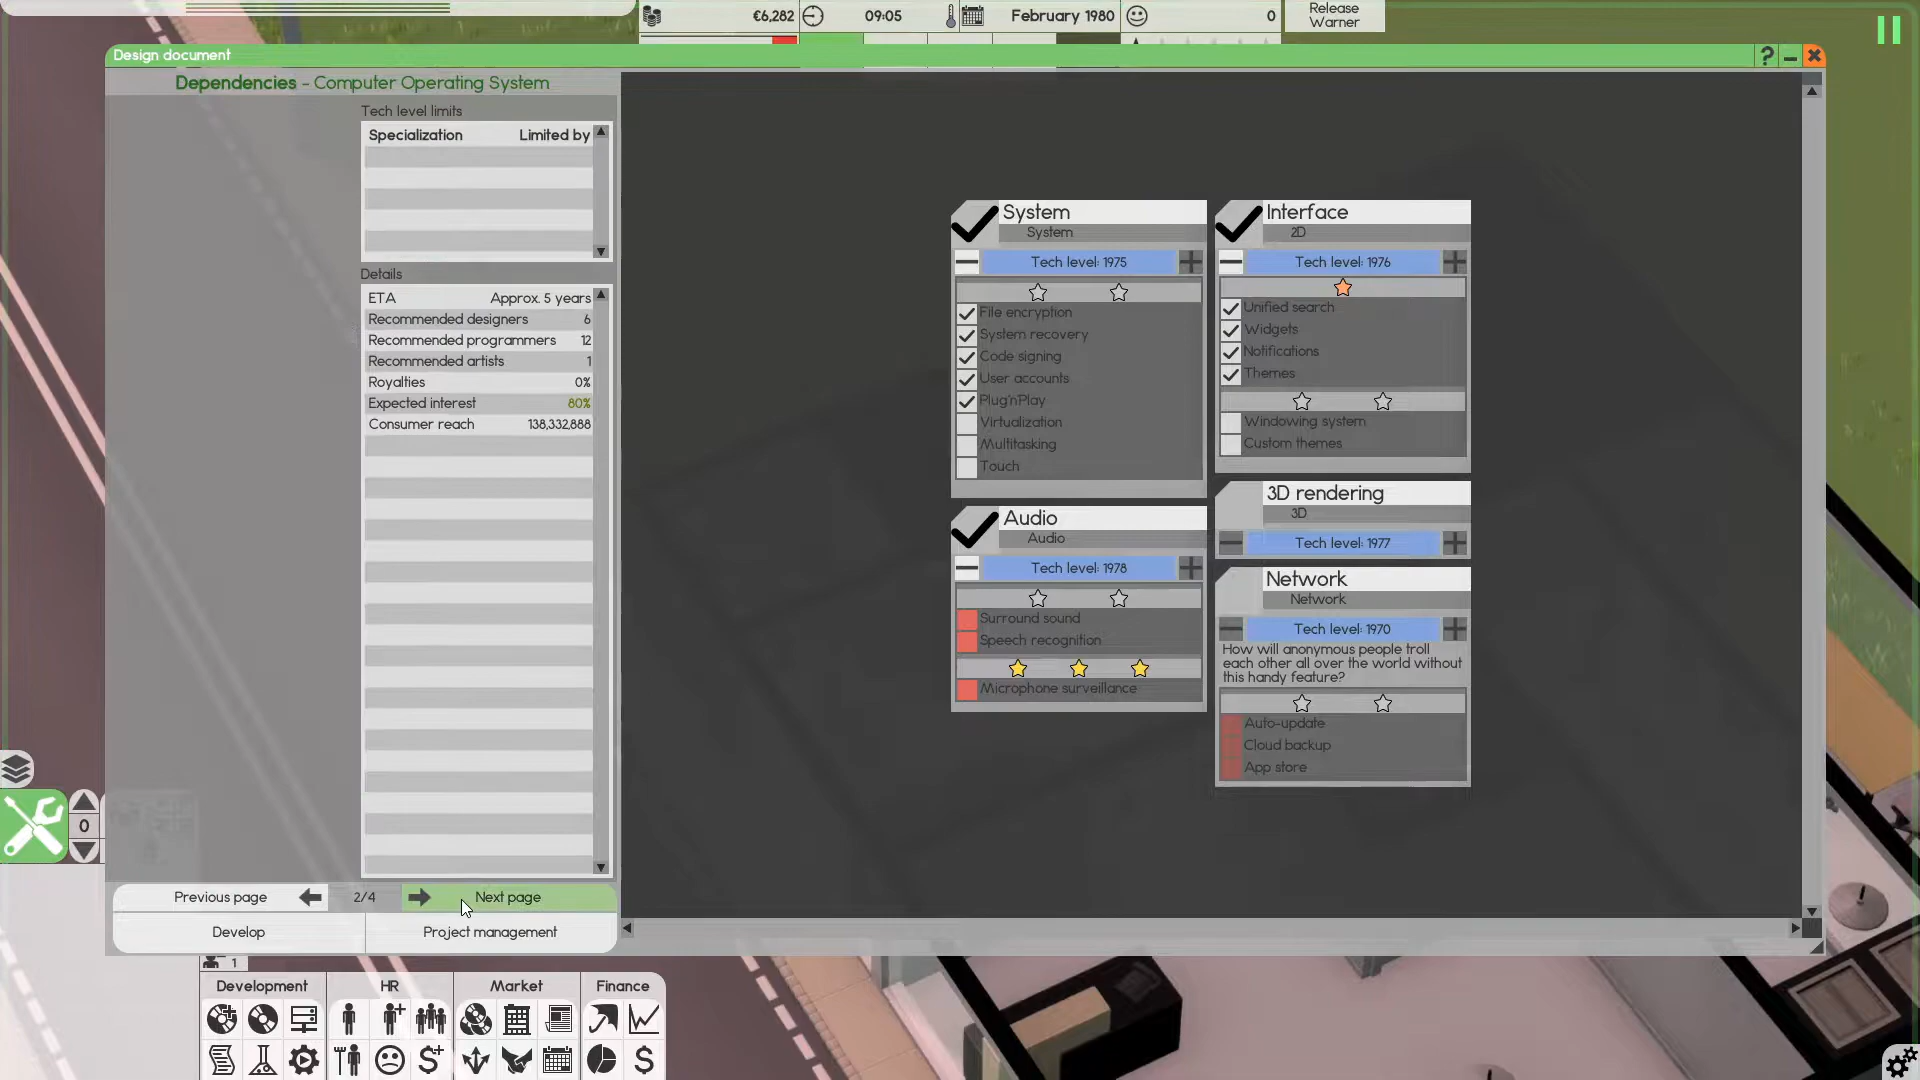 €6,282
09:05
February 1980
0
Release
Warner
Design document
?
Dependencies - Computer Operating System
Tech level limits
Specialization Limited by
Details
ETA Approx. 5 years
Recommended designers 6
Recommended programmers 12
Recommended artists 1
Royalties 0%
Expected interest 80%
Consumer reach 138,332,888
System
System
Tech level: 1975
File encryption
System recovery
Code signing
User accounts
Plug'n'Play
Virtualization
Multitasking
Touch
Interface
2D
Tech level: 1976
Unified search
Widgets
Notifications
Themes
Windowing system
Custom themes
Audio
Audio
Tech level: 1978
Surround sound
Speech recognition
Microphone surveillance
3D rendering
3D
Tech level: 1977
Network
Network
Tech level: 1970
How will anonymous people troll
each other all over the world without
this handy feature?
Auto-update
Cloud backup
App store
0
Previous page 2/4 Next page
Develop Project management
1
Development HR Market Finance